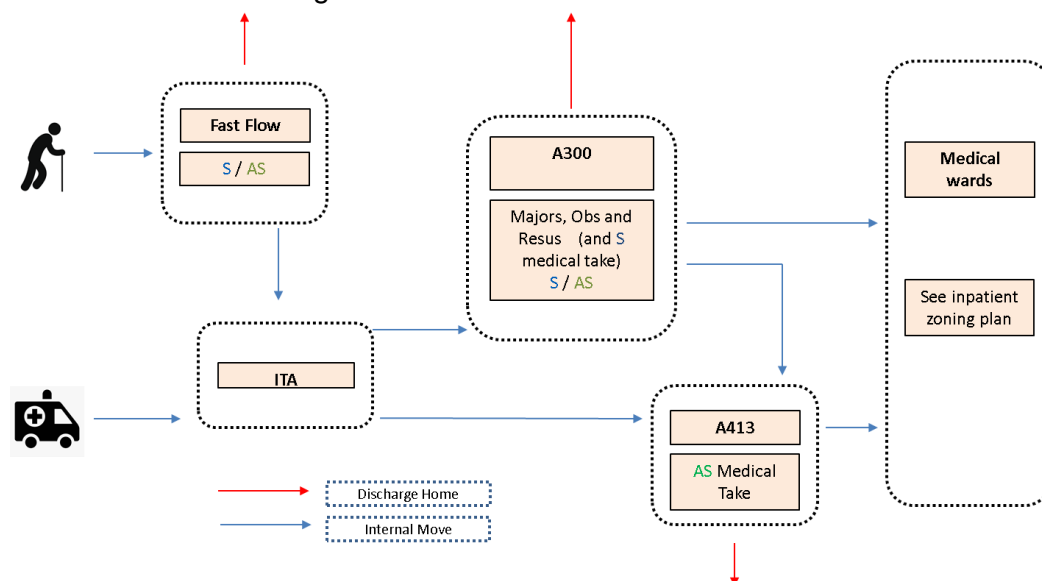 Fast Flow
S / AS
A300
Majors, Obs and
Resus (and S
medical take)
S / AS
Medical
wards
See inpatient
zoning plan
ITA
A413
AS Medical
Take
Discharge Home
Internal Move